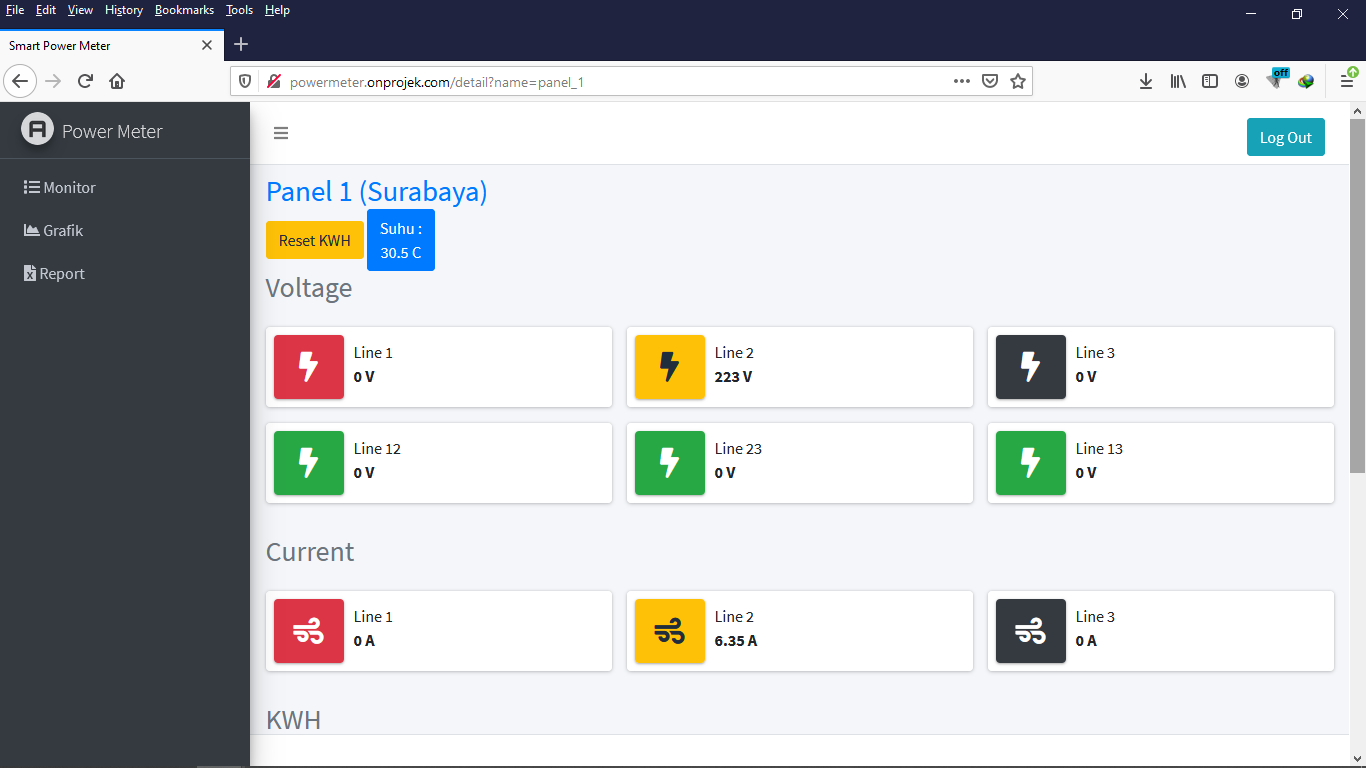 File Edit View History Bookmarks Tools Help
Smart Power Meter
powermeter.onprojek.com/detail?name=panel_1
off
A Power Meter
Log Out
Monitor
Grafik
Report
Panel 1 (Surabaya)
Reset KWH
Suhu :
30.5 C
Voltage
Line 1
0 V
Line 2
223 V
Line 3
0 V
Line 12
0 V
Line 23
0 V
Line 13
0 V
Current
Line 1
0 A
Line 2
6.35 A
Line 3
0 A
KWH